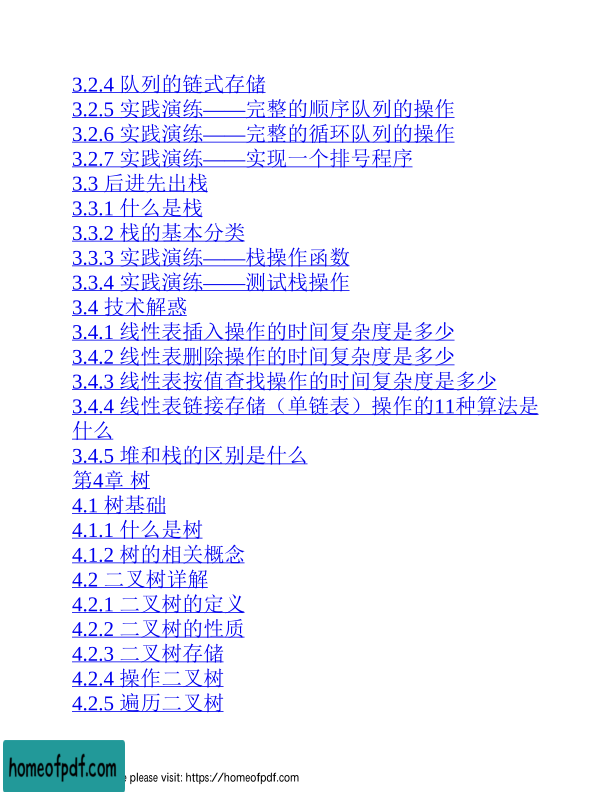 3.2.4 队列的链式存储
3.2.5 实践演练——完整的顺序队列的操作
3.2.6 实践演练——完整的循环队列的操作
3.2.7 实践演练——实现一个排号程序
3.3 后进先出栈
3.3.1 什么是栈
3.3.2 栈的基本分类
3.3.3 实践演练——栈操作函数
3.3.4 实践演练——测试栈操作
3.4 技术解惑
3.4.1 线性表插入操作的时间复杂度是多少
3.4.2 线性表删除操作的时间复杂度是多少
3.4.3 线性表按值查找操作的时间复杂度是多少
3.4.4 线性表链接存储（单链表）操作的11种算法是
什么
3.4.5 堆和栈的区别是什么
第4章 树
4.1 树基础
4.1.1 什么是树
4.1.2 树的相关概念
4.2 二叉树详解
4.2.1 二叉树的定义
4.2.2 二叉树的性质
4.2.3 二叉树存储
4.2.4 操作二叉树
4.2.5 遍历二叉树
homeofpdf.com
please visit: https://homeofpdf.com